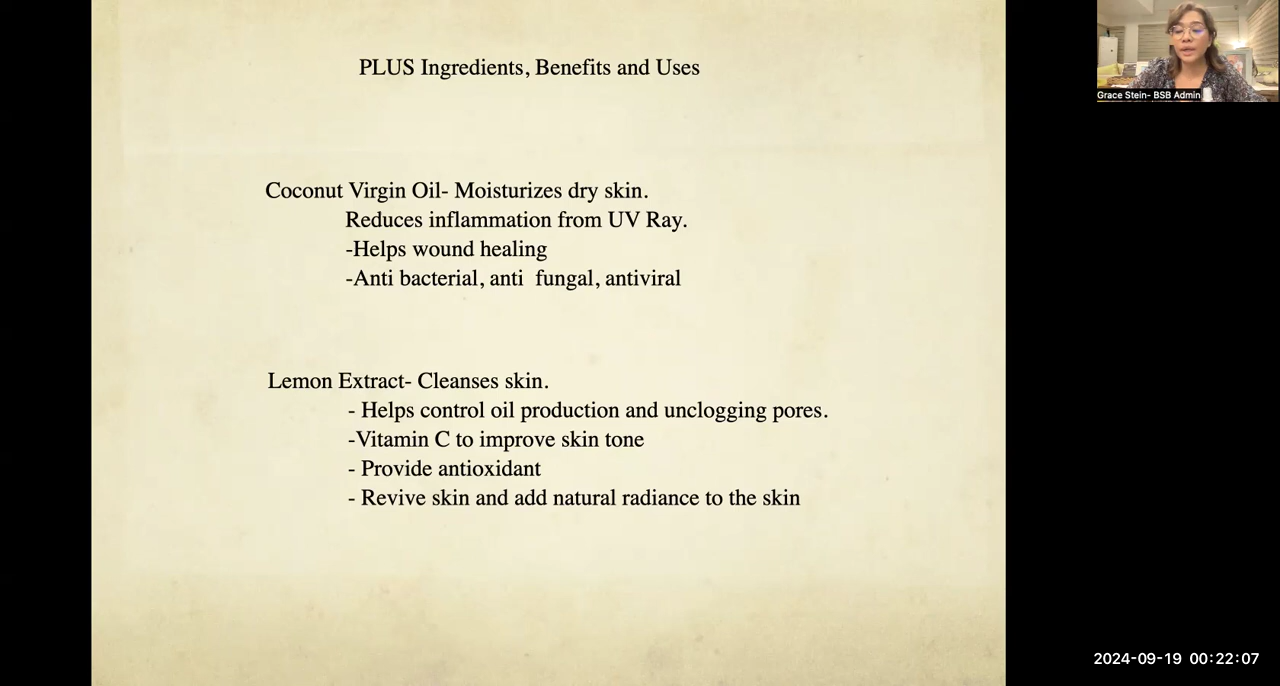 PLUS Ingredients, Benefits and Uses
Coconut Virgin Oil- Moisturizes dry skin.
Reduces inflammation from UV Ray.
-Helps wound healing
-Anti bacterial, anti  fungal, antiviral
Lemon Extract- Cleanses skin.
- Helps control oil production and unclogging pores.
-Vitamin C to improve skin tone
- Provide antioxidant
- Revive skin and add natural radiance to the skin
Grace Stein- BSB Admin
2024-09-19 00:22:07